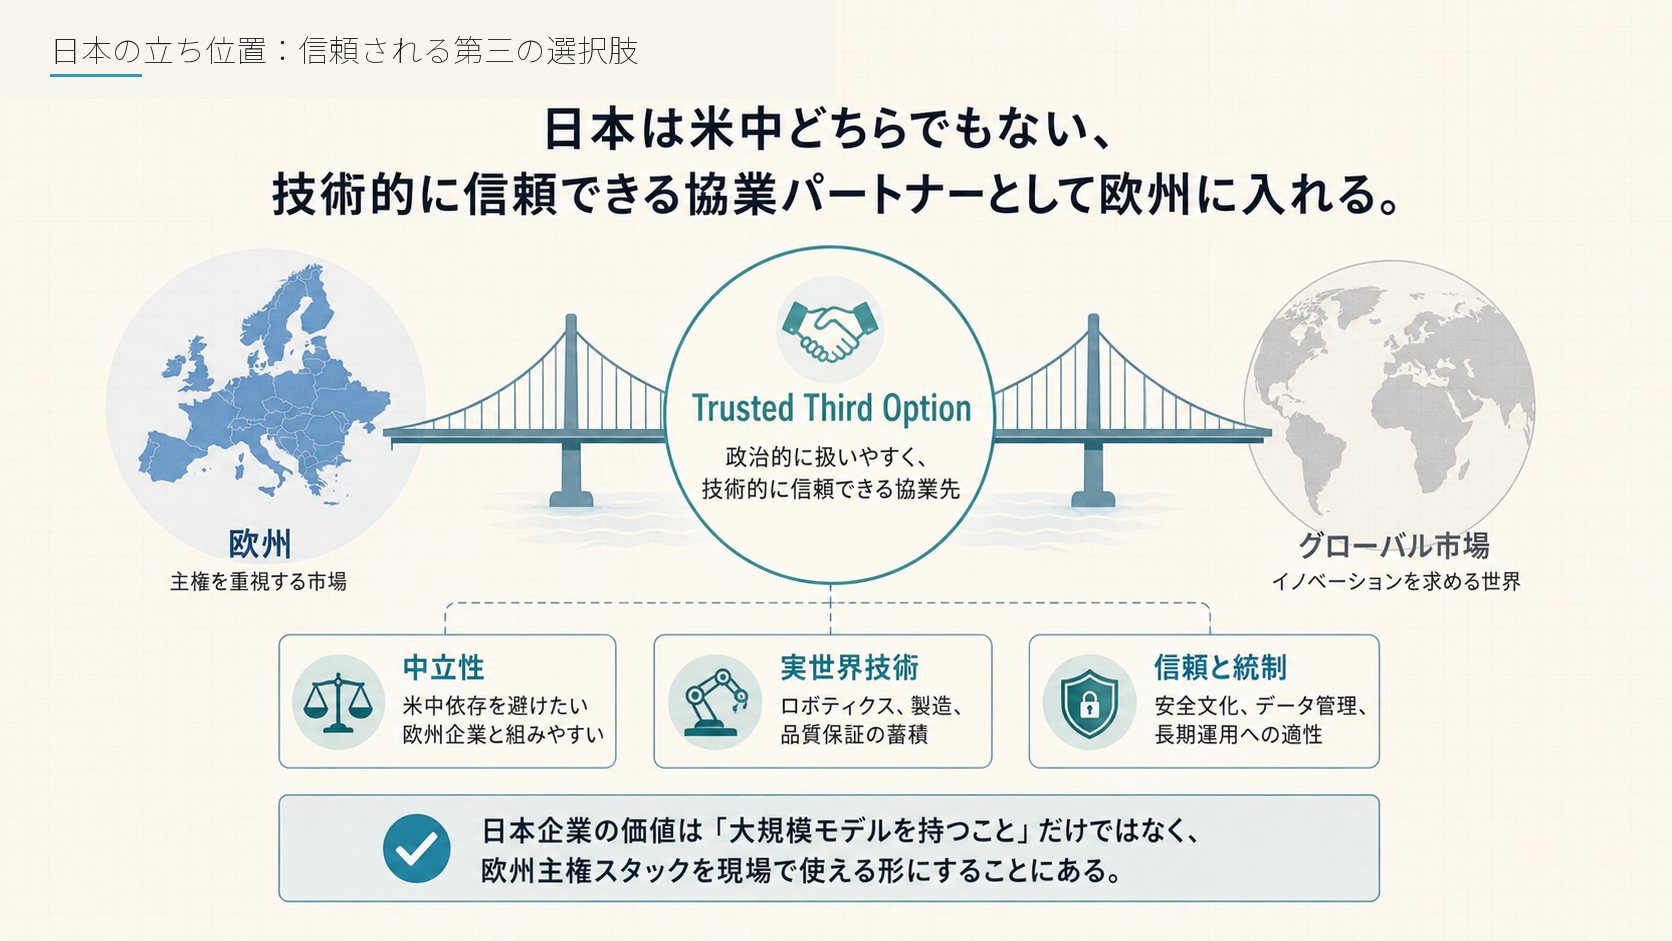 日本の立ち位置：信頼される第三の選択肢
日本は米中どちらでもない、
技術的に信頼できる協業パートナーとして欧州に入れる。
Trusted Third Option
政治的に扱いやすく、
技術的に信頼できる協業先
欧州
主権を重視する市場
グローバル市場
イノベーションを求める世界
中立性
米中依存を避けたい
欧州企業と組みやすい
実世界技術
ロボティクス、製造、
品質保証の蓄積
信頼と統制
安全文化、データ管理、
長期運用への適性
日本企業の価値は「大規模モデルを持つこと」だけではなく、
欧州主権スタックを現場で使える形にすることにある。